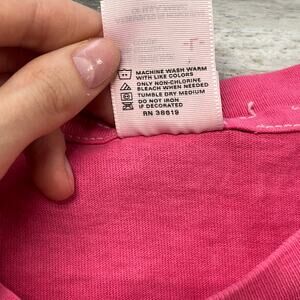 MACHINE WASH WARM
WITH LIKE COLORS
ONLY NON-CHLORINE
BLEACH WHEN NEEDED
TUMBLE DRY MEDIUM
DO NOT IRON
IF DECORATED
RN 38619